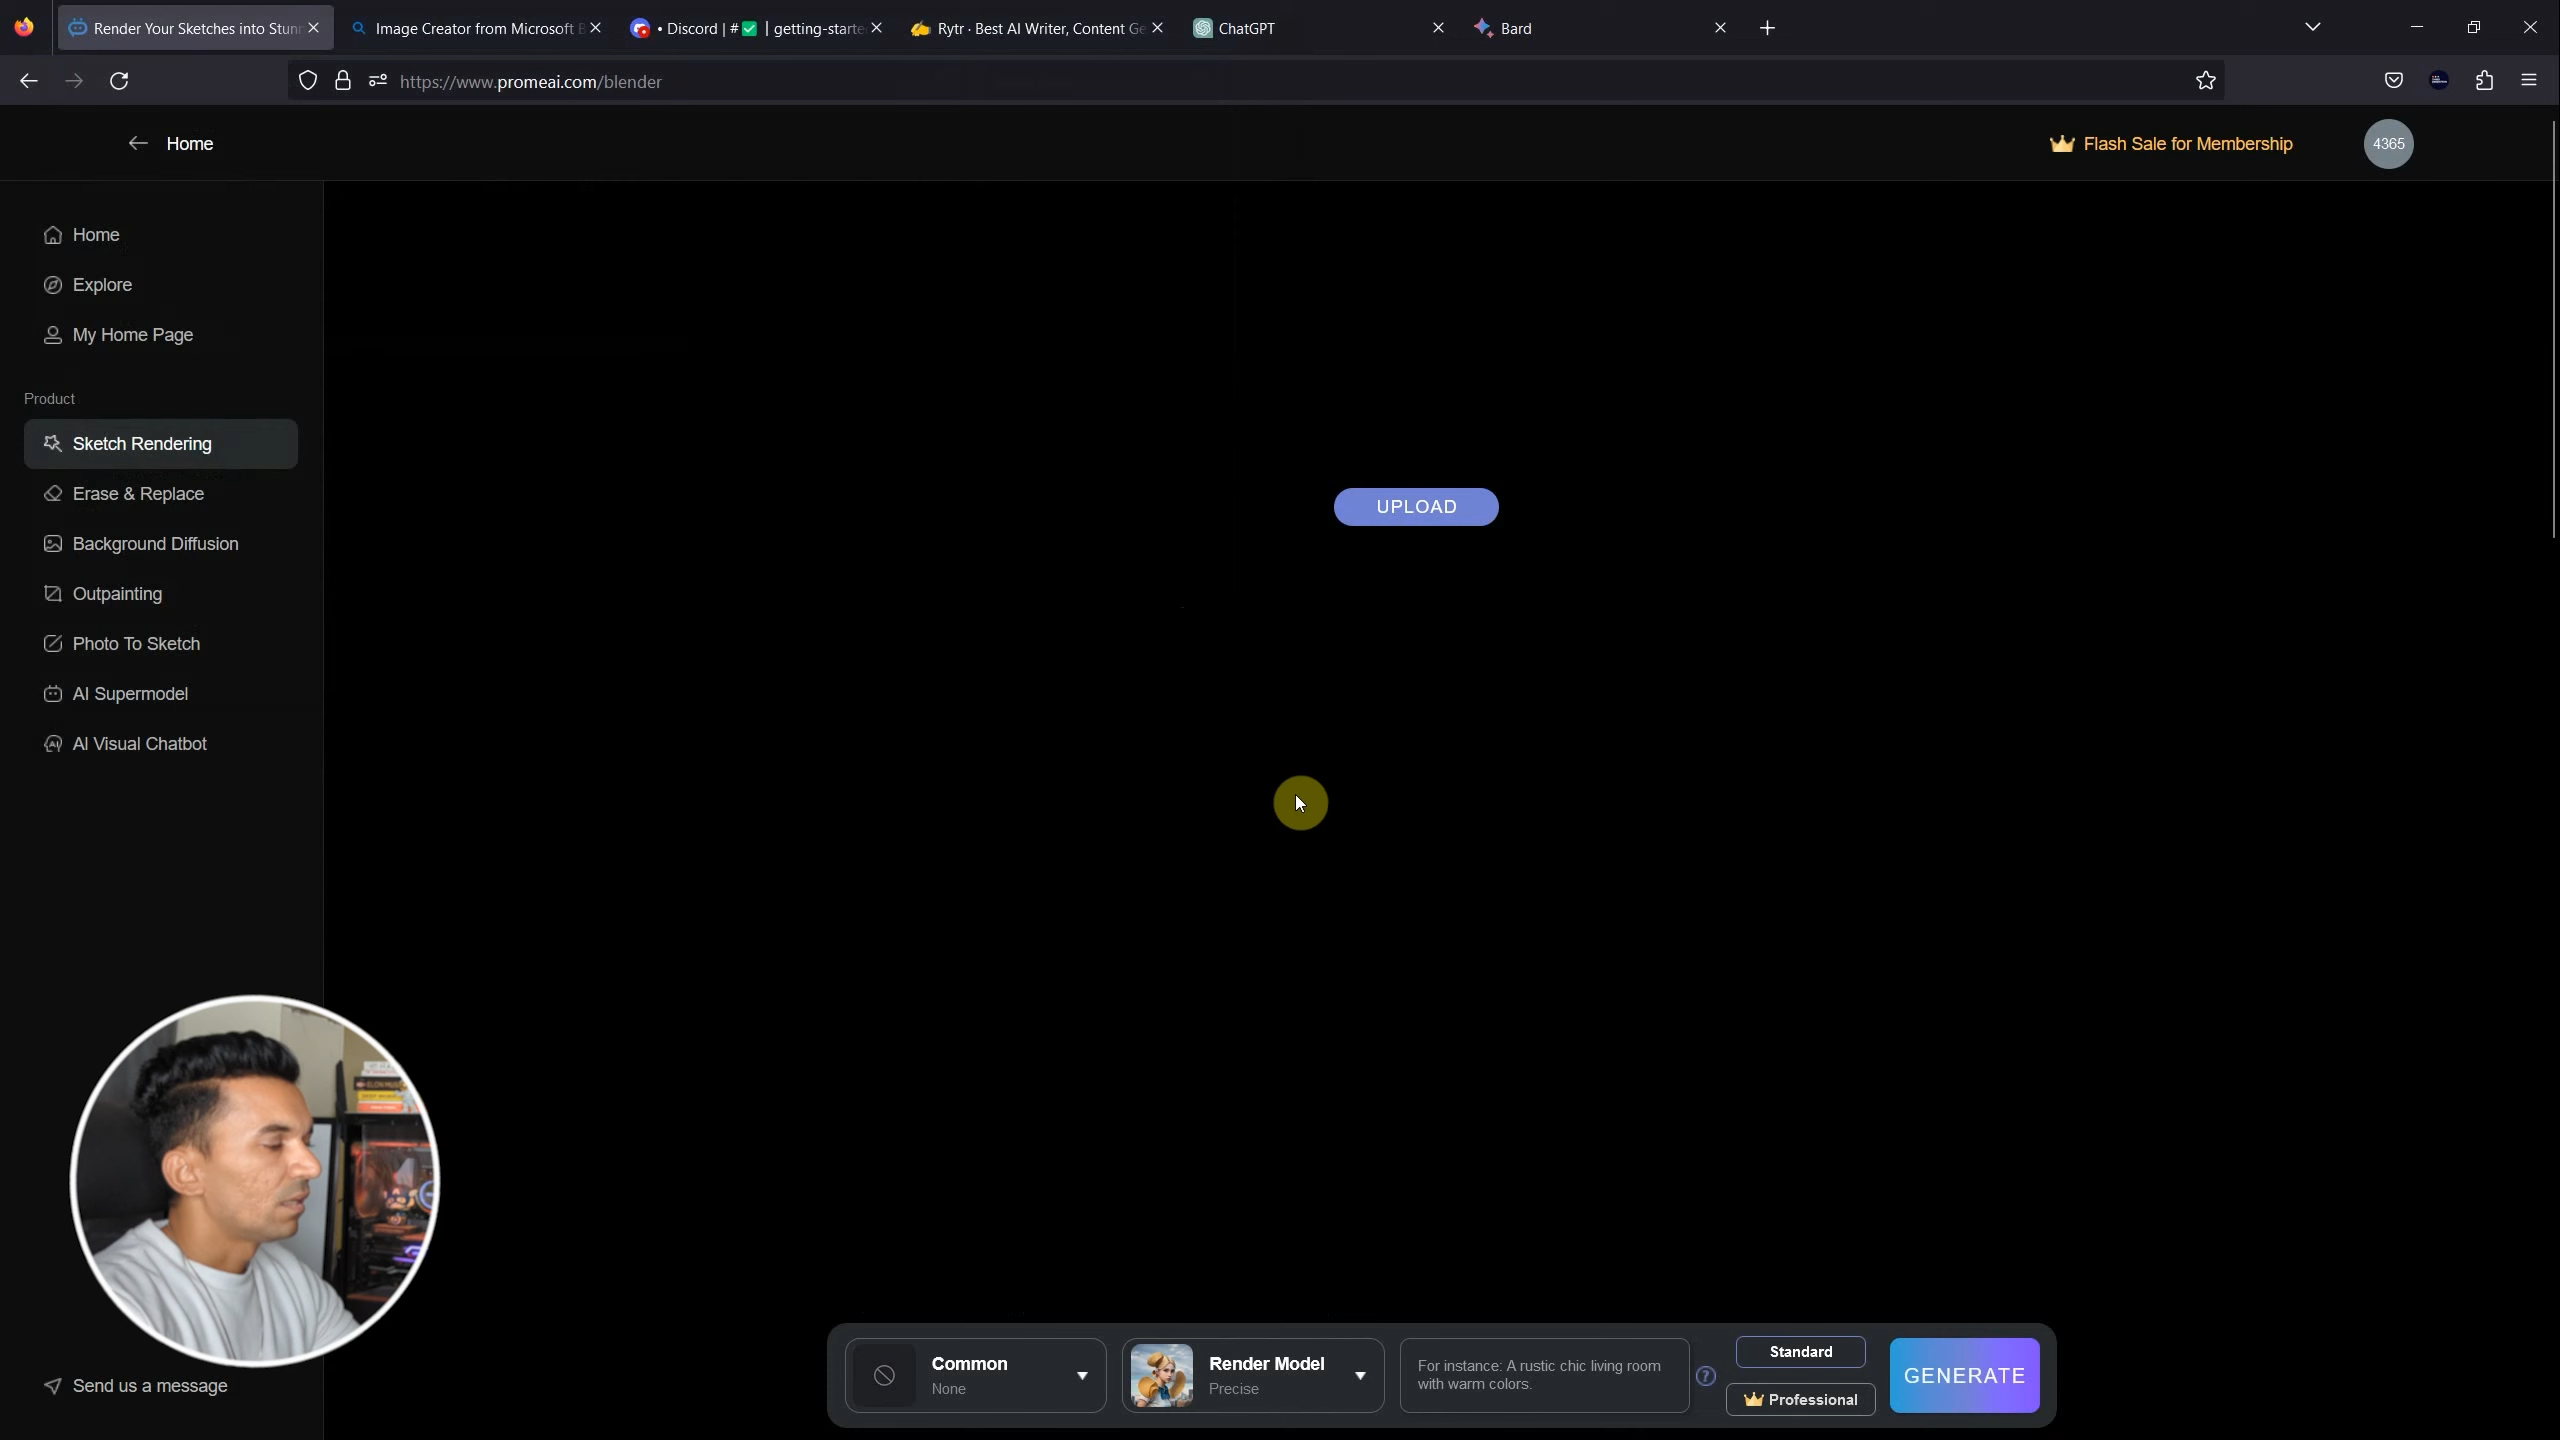 Render Your Sketches into Stunn
Image Creator from Microsoft B
• Discord | #✅ | getting-starte
Rytr · Best AI Writer, Content Ge
ChatGPT
Bard
https://www.promeai.com/blender
Home
Flash Sale for Membership
4365
Home
Explore
My Home Page
Product
Sketch Rendering
Erase & Replace
Background Diffusion
Outpainting
Photo To Sketch
AI Supermodel
AI Visual Chatbot
UPLOAD
Send us a message
Common
None
Render Model
Precise
For instance: A rustic chic living room
with warm colors.
?
Standard
Professional
GENERATE